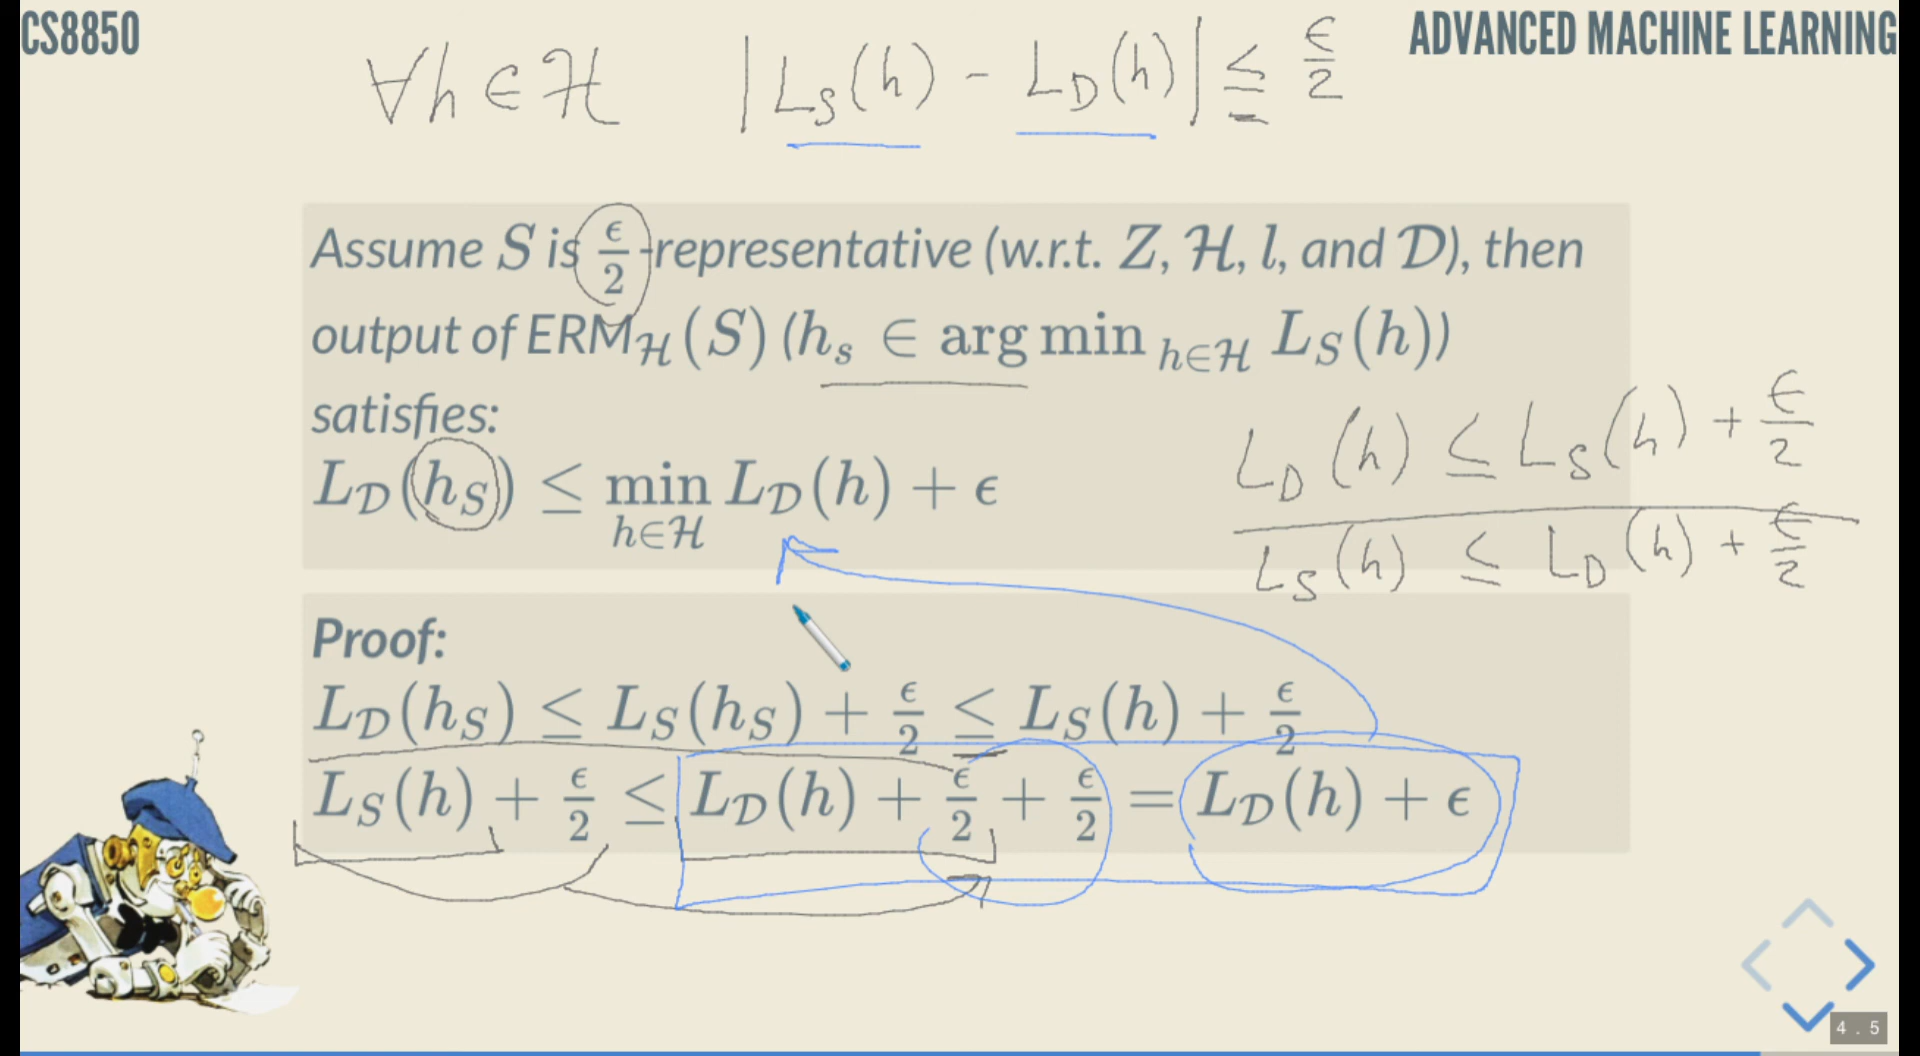 CS8850
ADVANCED MACHINE LEARNING
∀h ∈ ℋ |L_S(h) - L_D(h)| ≤ ϵ/2
Assume S is ϵ/2-representative (w.r.t. Z, ℋ, l, and 𝒟), then
output of ERM_ℋ(S) (h_s ∈ arg min_{h∈ℋ} L_S(h))
satisfies:
L_𝒟(h_S) ≤ min_{h∈ℋ} L_𝒟(h) + ϵ
L_D(h) ≤ L_S(h) + ϵ/2
L_S(h) ≤ L_D(h) + ϵ/2
Proof:
L_𝒟(h_S) ≤ L_S(h_S) + ϵ/2 ≤ L_S(h) + ϵ/2
L_S(h) + ϵ/2 ≤ L_𝒟(h) + ϵ/2 + ϵ/2 = L_𝒟(h) + ϵ
4 . 5